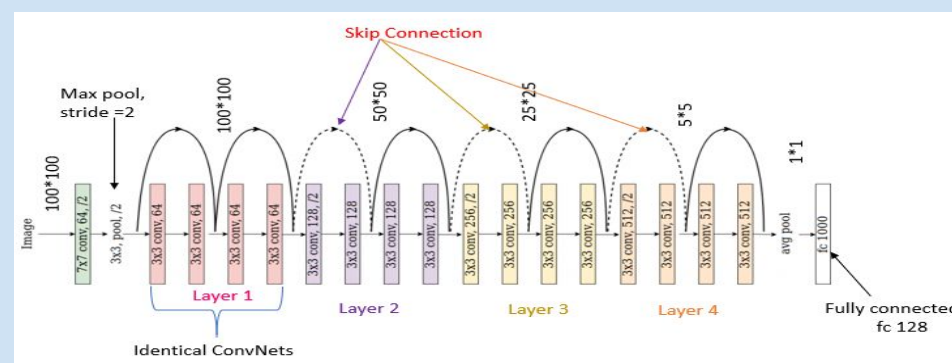 Skip Connection
Max pool,
stride =2
100*100
100*100
50*50
25*25
5*5
1*1
Image
7x7 conv, 64, /2
3x3, pool, /2
3x3 conv, 64
3x3 conv, 64
3x3 conv, 64
3x3 conv, 64
3x3 conv, 128, /2
3x3 conv, 128
3x3 conv, 128
3x3 conv, 128
3x3 conv, 256, /2
3x3 conv, 256
3x3 conv, 256
3x3 conv, 256
3x3 conv, 512, /2
3x3 conv, 512
3x3 conv, 512
3x3 conv, 512
avg pool
fc 1000
Layer 1
Layer 2
Layer 3
Layer 4
Fully connected
fc 128
Identical ConvNets